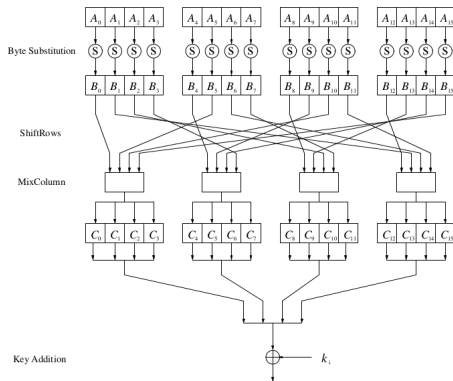 A0 A1 A2 A3 A4 A5 A6 A7 A8 A9 A10 A11 A12 A13 A14 A15
Byte Substitution S S S S S S S S S S S S S S S S
B0 B1 B2 B3 B4 B5 B6 B7 B8 B9 B10 B11 B12 B13 B14 B15
ShiftRows
MixColumn
C0 C1 C2 C3 C4 C5 C6 C7 C8 C9 C10 C11 C12 C13 C14 C15
Key Addition ki